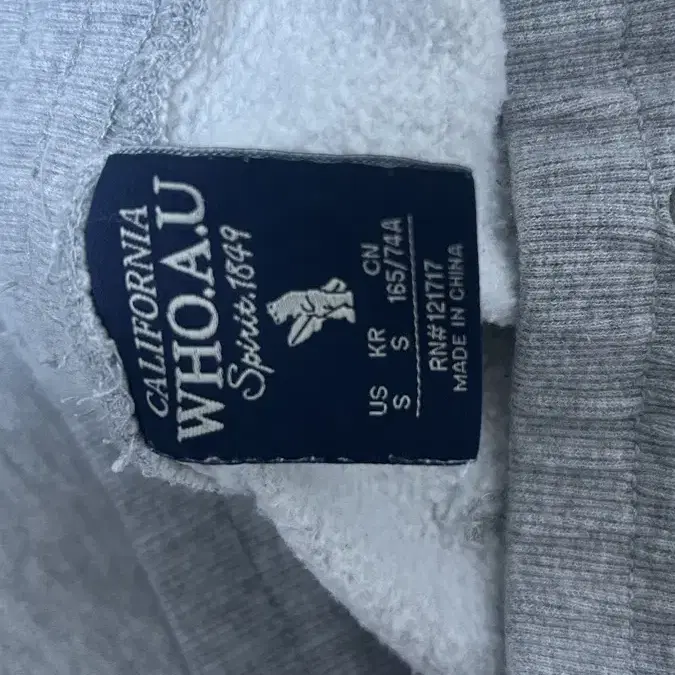 CALIFORNIA
WHO.A.U
Spirit.1849
US KR CN
S S 165/74A
RN#121717
MADE IN CHINA